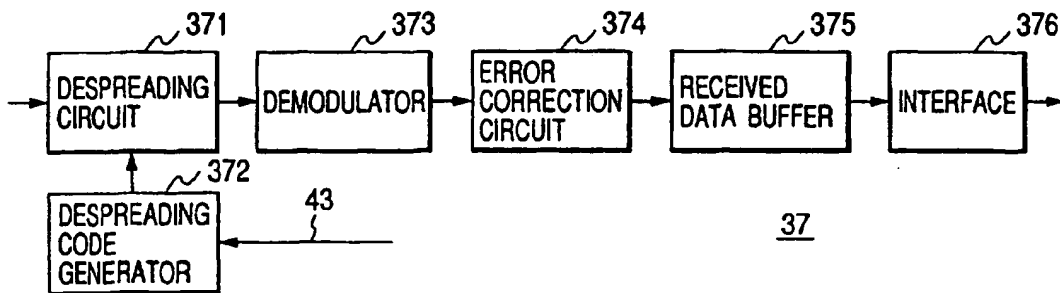 371
373
374
375
376
DESPREADING
CIRCUIT
DEMODULATOR
ERROR
CORRECTION
CIRCUIT
RECEIVED
DATA BUFFER
INTERFACE
372
DESPREADING
CODE
GENERATOR
43
37